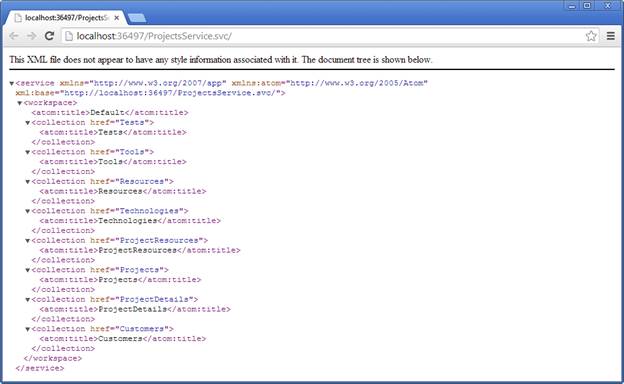 localhost:36497/ProjectsServic
localhost:36497/ProjectsService.svc/
This XML file does not appear to have any style information associated with it. The document tree is shown below.
▼<service xmlns="http://www.w3.org/2007/app" xmlns:atom="http://www.w3.org/2005/Atom"
xml:base="http://localhost:36497/ProjectsService.svc/">
▼<workspace>
<atom:title>Default</atom:title>
▼<collection href="Tests">
<atom:title>Tests</atom:title>
</collection>
▼<collection href="Tools">
<atom:title>Tools</atom:title>
</collection>
▼<collection href="Resources">
<atom:title>Resources</atom:title>
</collection>
▼<collection href="Technologies">
<atom:title>Technologies</atom:title>
</collection>
▼<collection href="ProjectResources">
<atom:title>ProjectResources</atom:title>
</collection>
▼<collection href="Projects">
<atom:title>Projects</atom:title>
</collection>
▼<collection href="ProjectDetails">
<atom:title>ProjectDetails</atom:title>
</collection>
▼<collection href="Customers">
<atom:title>Customers</atom:title>
</collection>
</workspace>
</service>